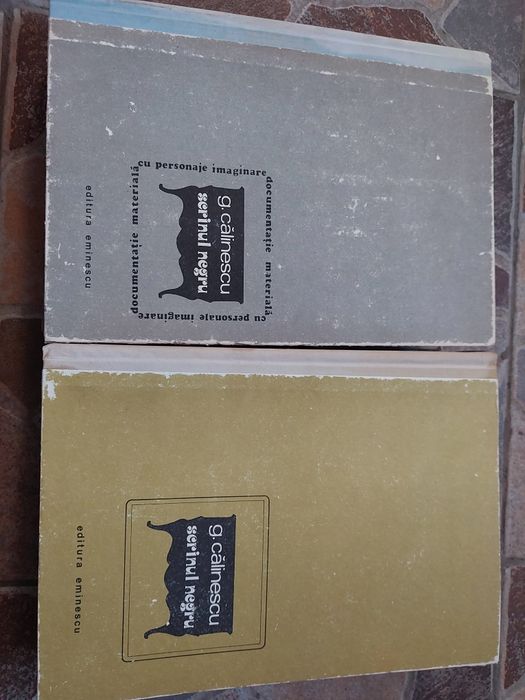 cu personaje imaginare
documentație materială
cu personaje imaginare
documentație materială
g. călinescu
scrinul negru
editura eminescu
g. călinescu
scrinul negru
editura eminescu